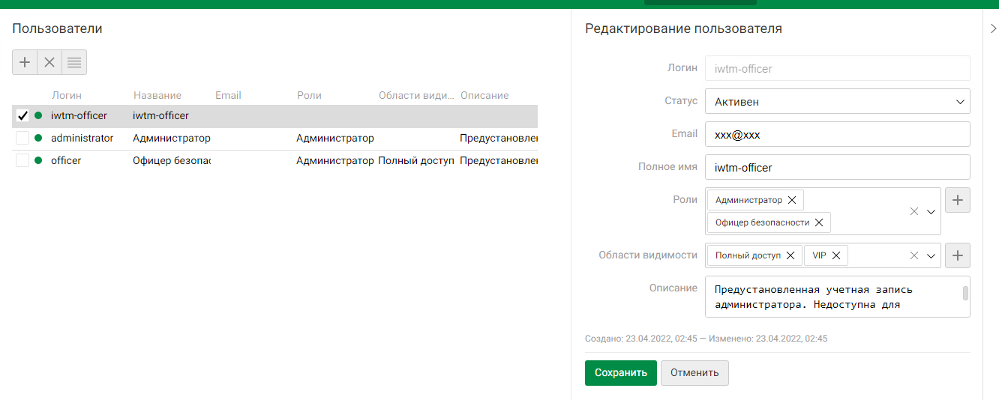 Пользователи
Логин Название Email Роли Области види... Описание
iwtm-officer iwtm-officer
administrator Администратор Администратор Предустановлен
officer Офицер безопас Администратор Полный доступ Предустановлен
Редактирование пользователя
Логин iwtm-officer
Статус Активен
Email xxx@xxx
Полное имя iwtm-officer
Роли Администратор
Офицер безопасности
Области видимости Полный доступ VIP
Описание Предустановленная учетная запись
администратора. Недоступна для
Создано: 23.04.2022, 02:45 — Изменено: 23.04.2022, 02:45
Сохранить Отменить